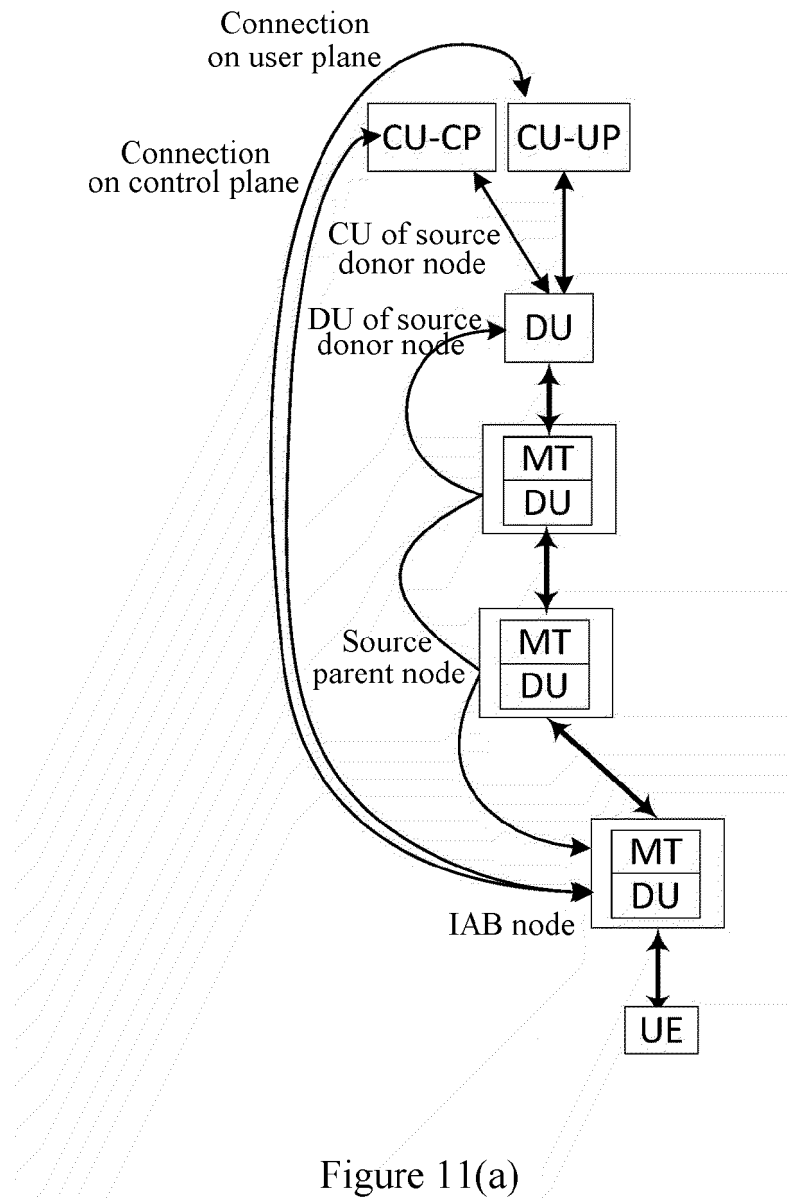 Connection
on user plane
CU-CP
CU-UP
Connection
on control plane
CU of source
donor node
DU of source
donor node
DU
MT
DU
Source
parent node
MT
DU
MT
DU
IAB node
UE
Figure 11(a)